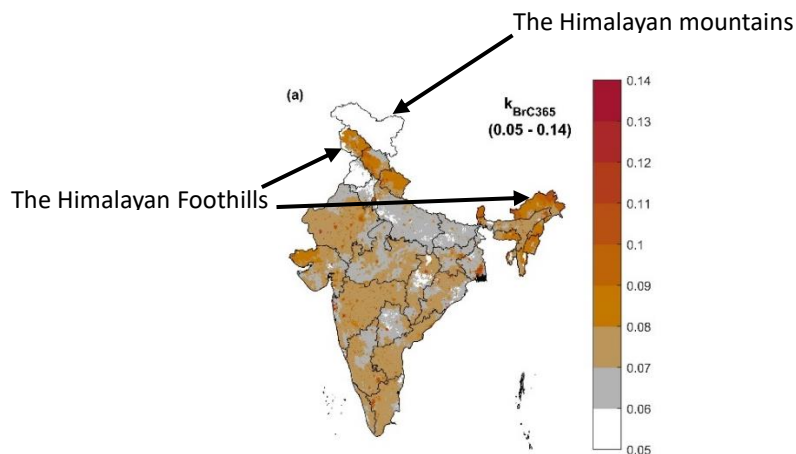 The Himalayan mountains
(a)
k_BrC365
(0.05 - 0.14)
The Himalayan Foothills
0.14
0.13
0.12
0.11
0.1
0.09
0.08
0.07
0.06
0.05